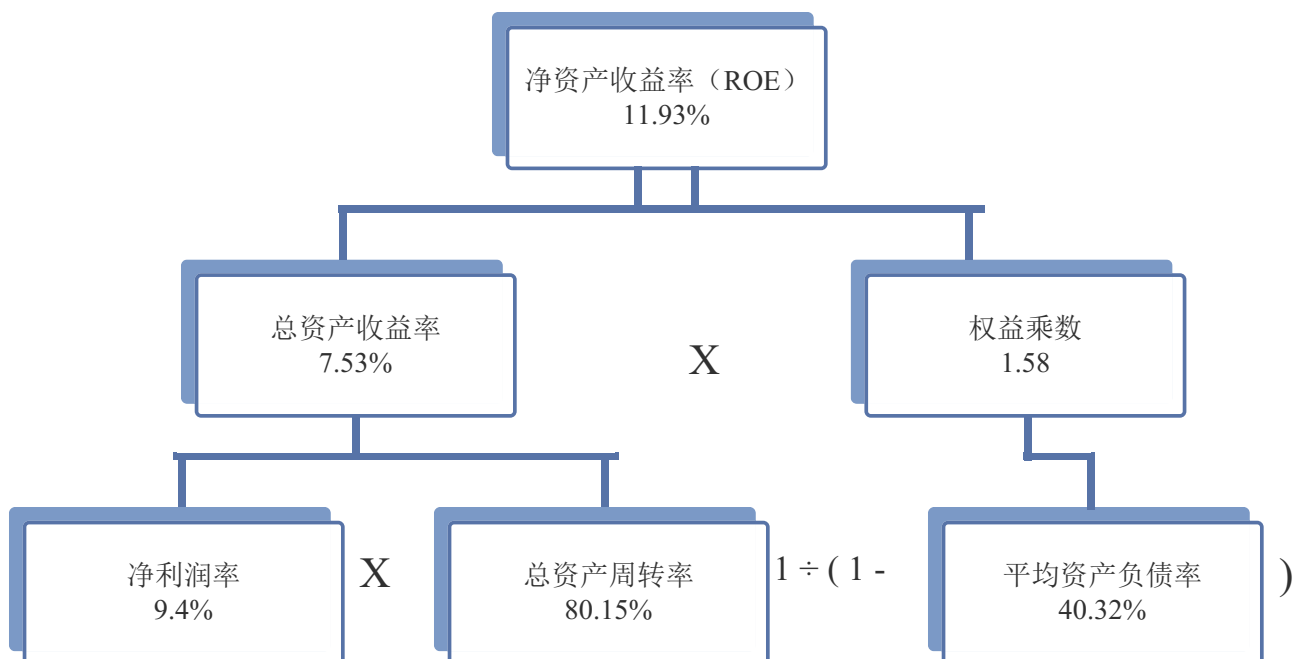 净资产收益率（ROE）
11.93%
总资产收益率
7.53%
X
权益乘数
1.58
净利润率
9.4%
X
总资产周转率
80.15%
1 ÷ ( 1 -
平均资产负债率
40.32%
)